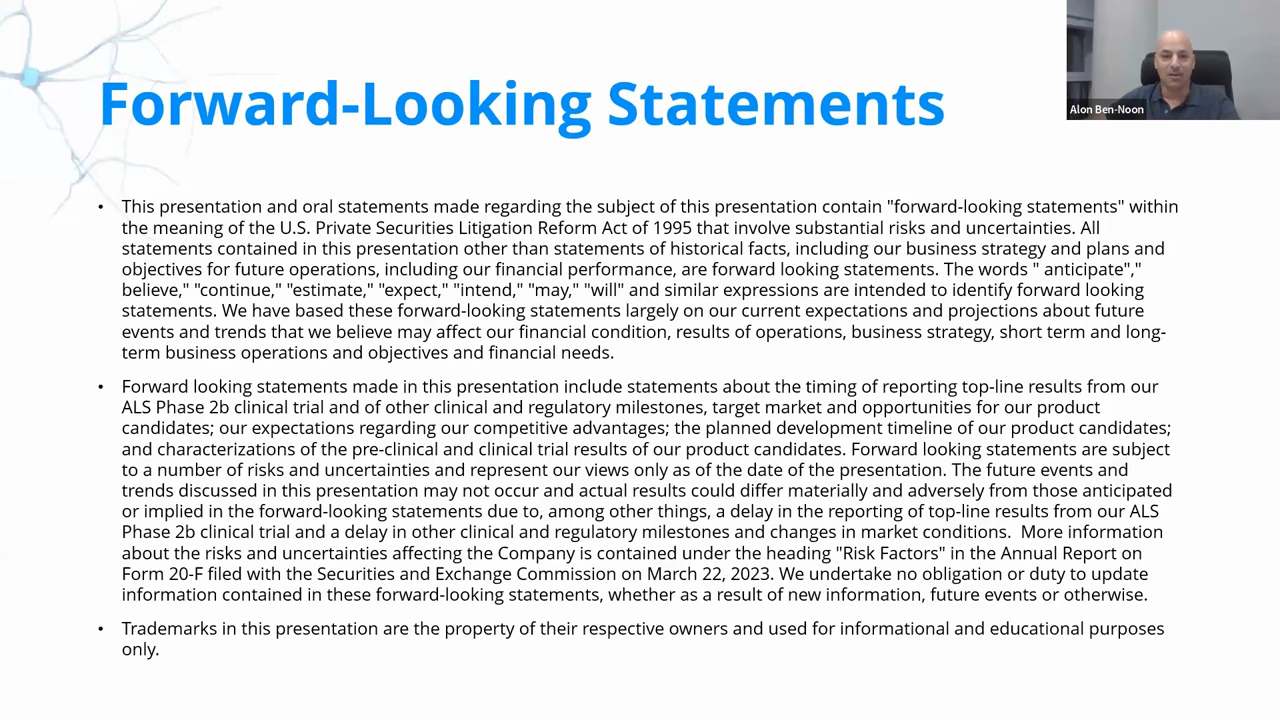 Forward-Looking Statements
Alon Ben-Noon
• This presentation and oral statements made regarding the subject of this presentation contain "forward-looking statements" within
the meaning of the U.S. Private Securities Litigation Reform Act of 1995 that involve substantial risks and uncertainties. All
statements contained in this presentation other than statements of historical facts, including our business strategy and plans and
objectives for future operations, including our financial performance, are forward looking statements. The words " anticipate","
believe," "continue," "estimate," "expect," "intend," "may," "will" and similar expressions are intended to identify forward looking
statements. We have based these forward-looking statements largely on our current expectations and projections about future
events and trends that we believe may affect our financial condition, results of operations, business strategy, short term and long-
term business operations and objectives and financial needs.
• Forward looking statements made in this presentation include statements about the timing of reporting top-line results from our
ALS Phase 2b clinical trial and of other clinical and regulatory milestones, target market and opportunities for our product
candidates; our expectations regarding our competitive advantages; the planned development timeline of our product candidates;
and characterizations of the pre-clinical and clinical trial results of our product candidates. Forward looking statements are subject
to a number of risks and uncertainties and represent our views only as of the date of the presentation. The future events and
trends discussed in this presentation may not occur and actual results could differ materially and adversely from those anticipated
or implied in the forward-looking statements due to, among other things, a delay in the reporting of top-line results from our ALS
Phase 2b clinical trial and a delay in other clinical and regulatory milestones and changes in market conditions.  More information
about the risks and uncertainties affecting the Company is contained under the heading "Risk Factors" in the Annual Report on
Form 20-F filed with the Securities and Exchange Commission on March 22, 2023. We undertake no obligation or duty to update
information contained in these forward-looking statements, whether as a result of new information, future events or otherwise.
• Trademarks in this presentation are the property of their respective owners and used for informational and educational purposes
only.